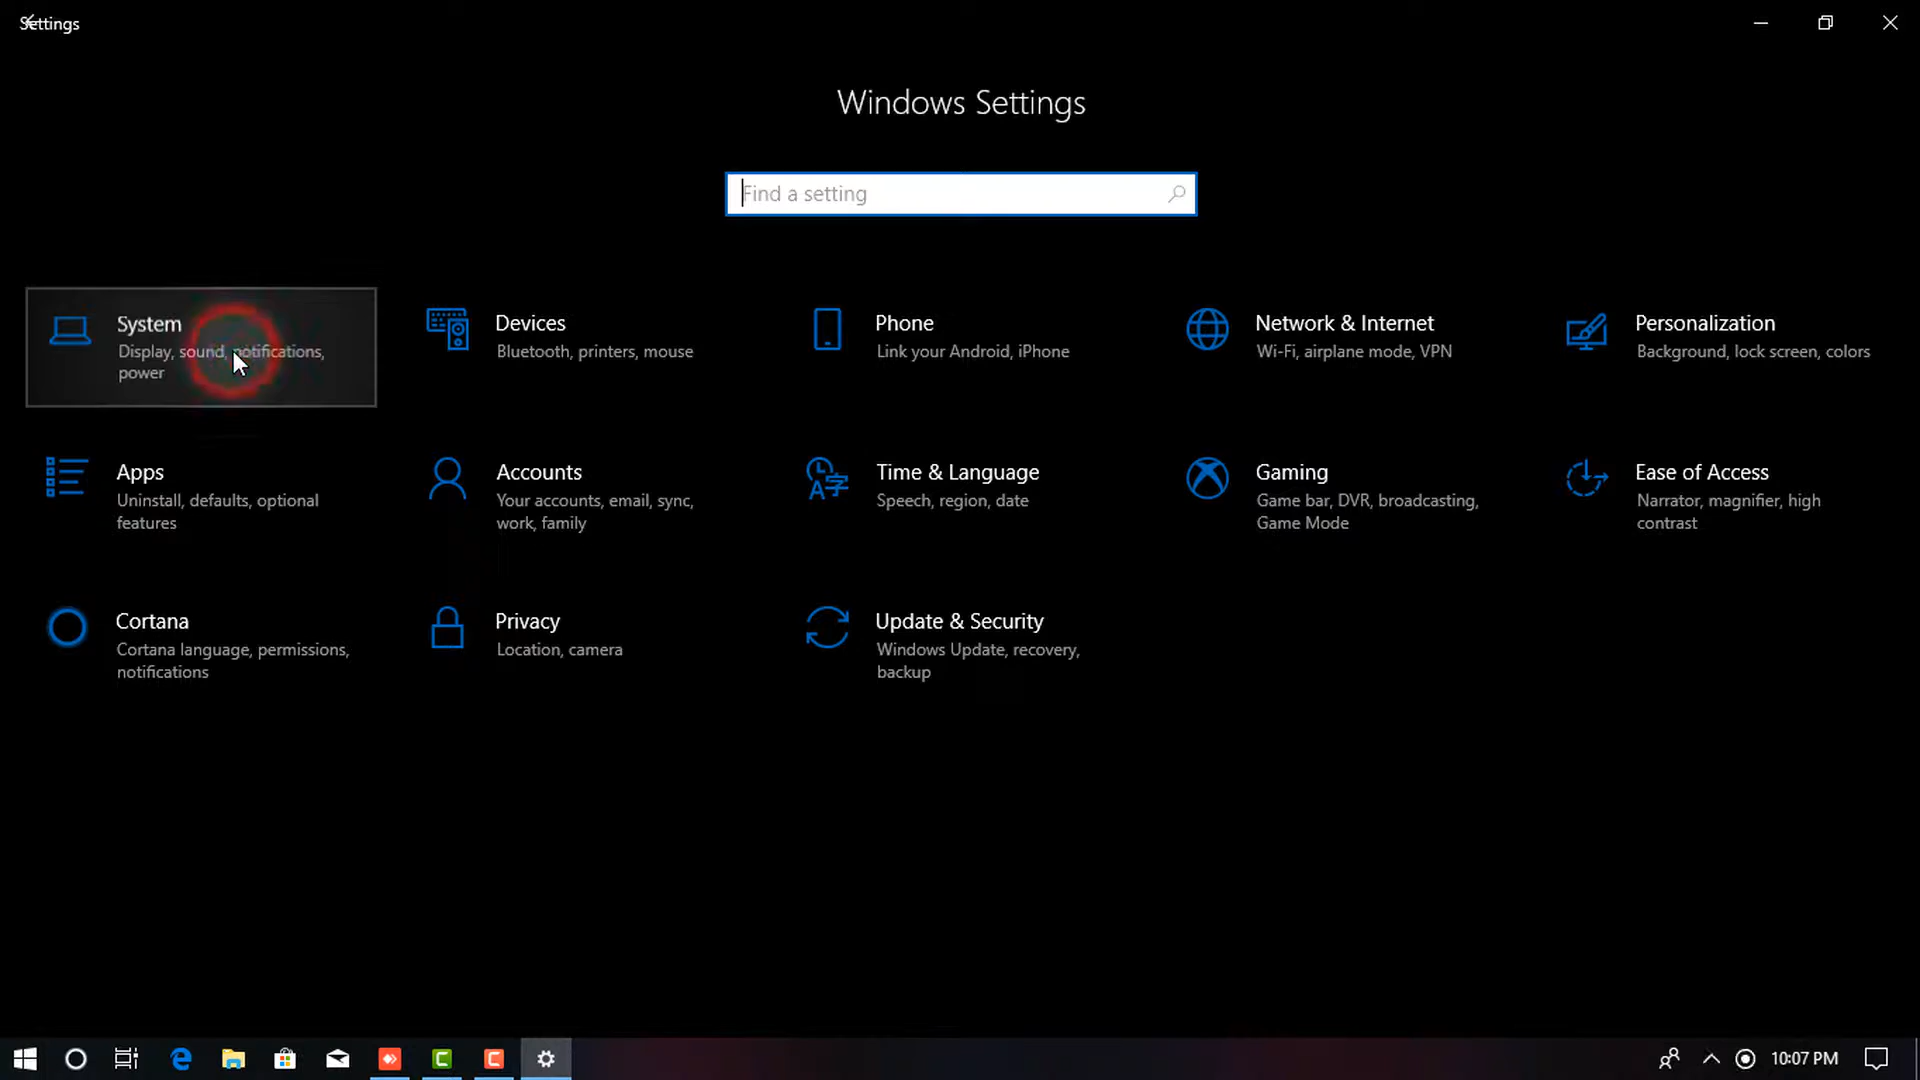 Settings
Windows Settings
Find a setting
System
Display, sound, notifications,
power
Devices
Bluetooth, printers, mouse
Phone
Link your Android, iPhone
Network & Internet
Wi-Fi, airplane mode, VPN
Personalization
Background, lock screen, colors
Apps
Uninstall, defaults, optional
features
Accounts
Your accounts, email, sync,
work, family
Time & Language
Speech, region, date
Gaming
Game bar, DVR, broadcasting,
Game Mode
Ease of Access
Narrator, magnifier, high
contrast
Cortana
Cortana language, permissions,
notifications
Privacy
Location, camera
Update & Security
Windows Update, recovery,
backup
10:07 PM